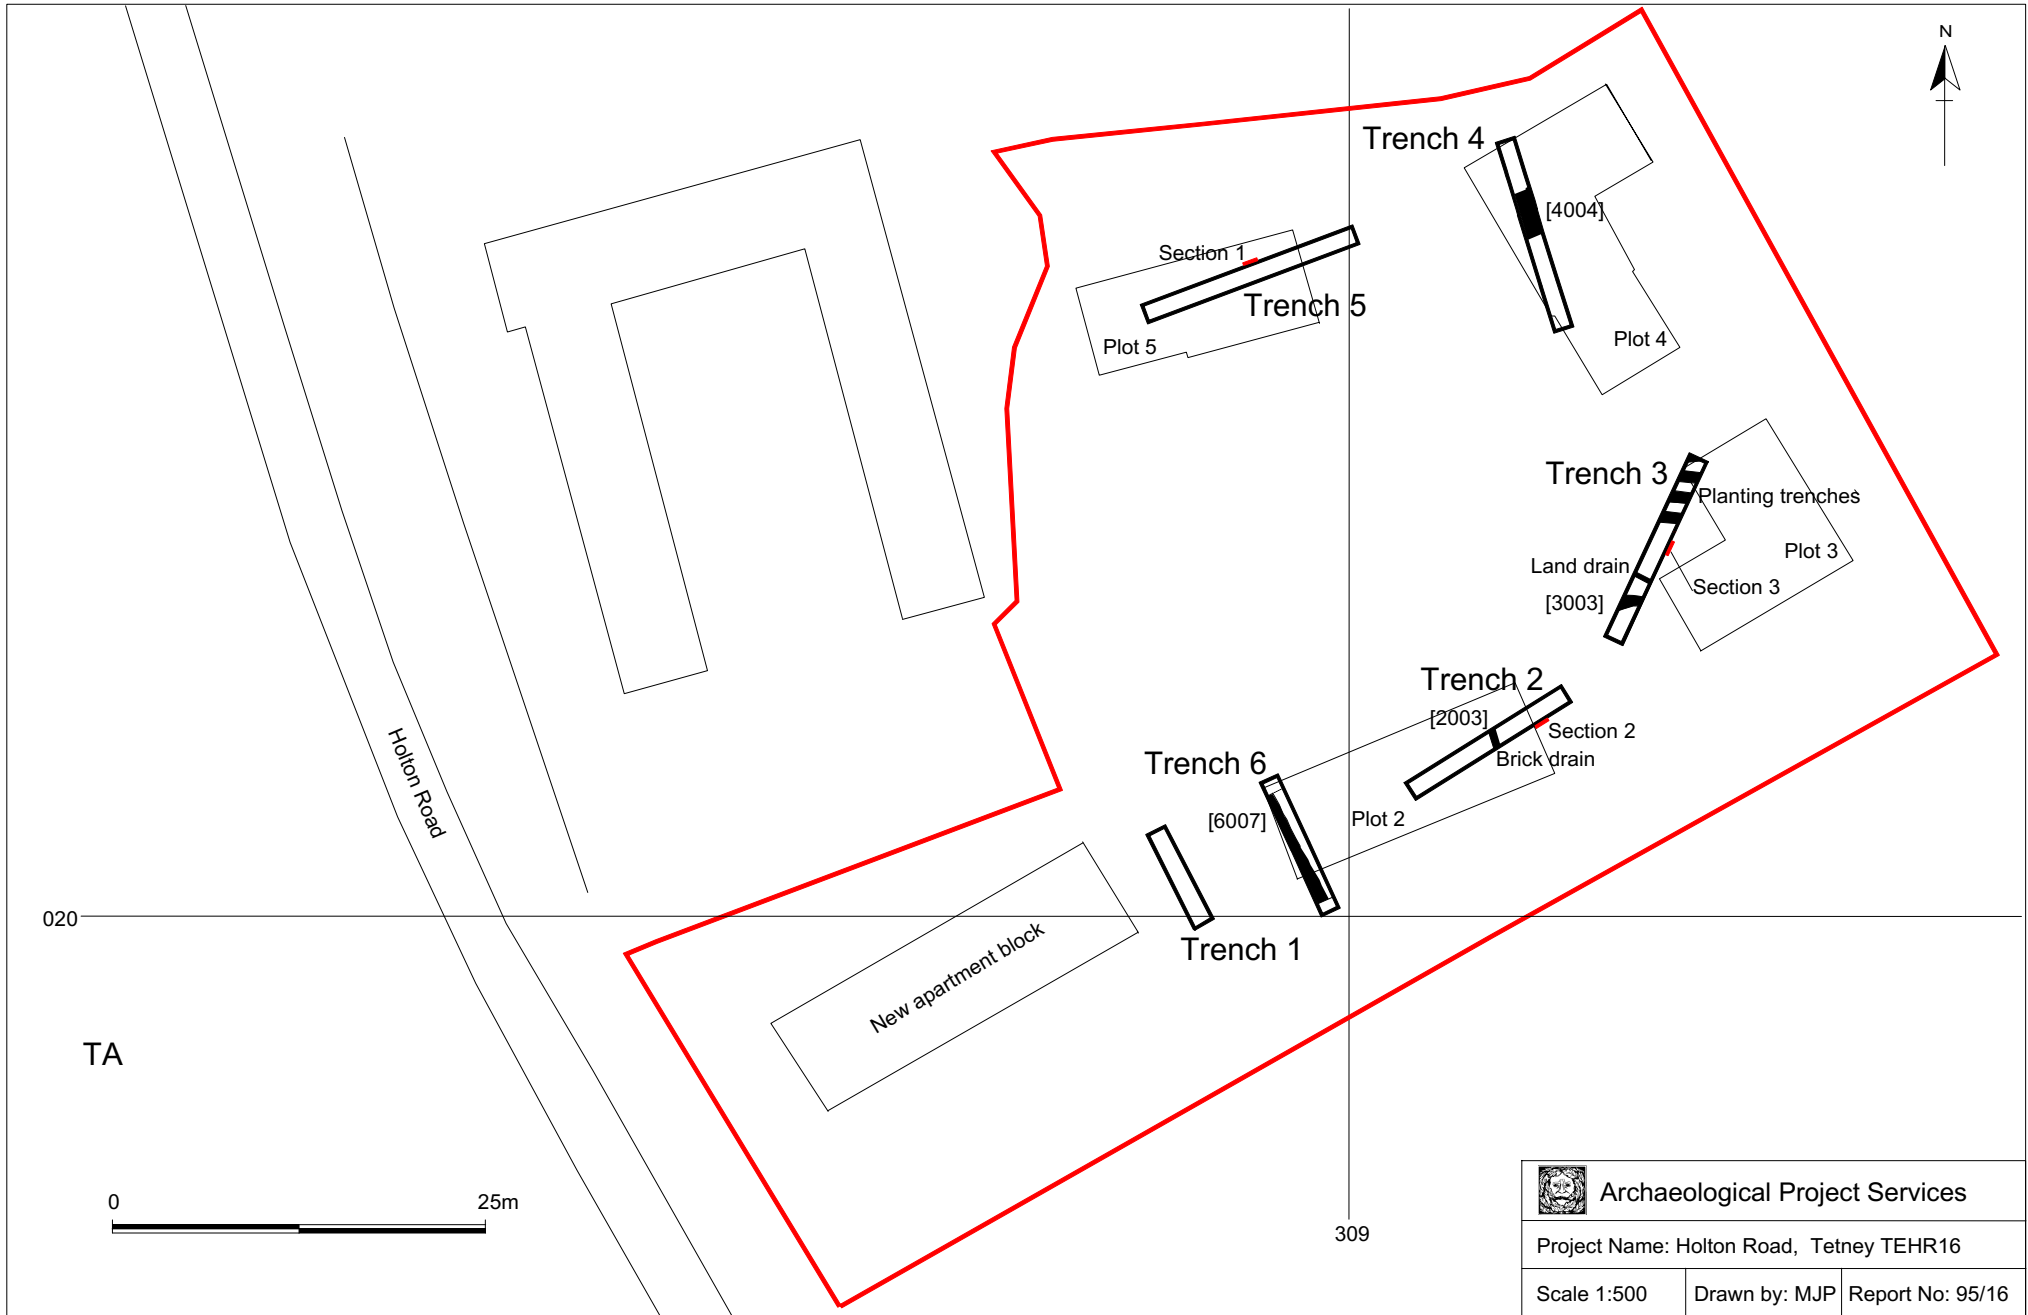 N
Trench 4
[4004]
Section 1
Trench 5
Plot 5
Plot 4
Trench 3
Planting trenches
Plot 3
Land drain
Section 3
[3003]
Trench 2
[2003]
Section 2
Brick drain
Trench 6
[6007]
Plot 2
Holton Road
020
Trench 1
New apartment block
TA
0 25m
309
Archaeological Project Services
Project Name: Holton Road, Tetney TEHR16
Scale 1:500 Drawn by: MJP Report No: 95/16